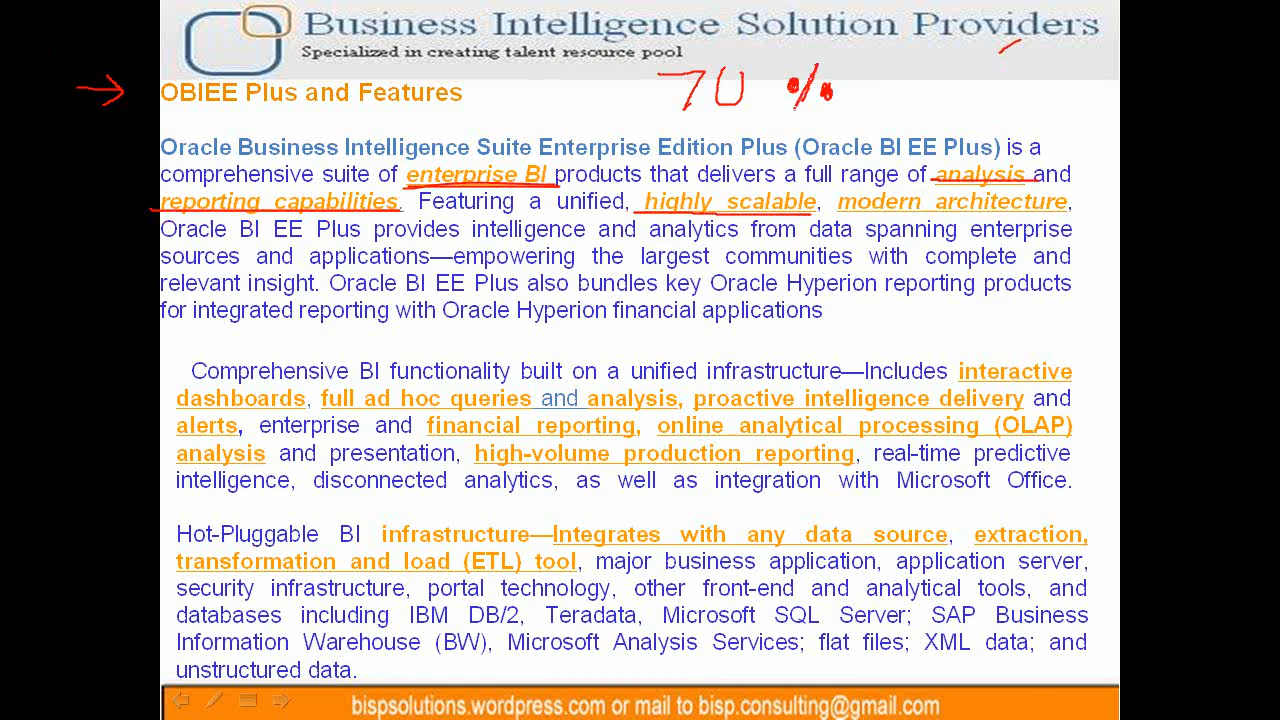 Business Intelligence Solution Providers
Specialized in creating talent resource pool
OBIEE Plus and Features
70 %
Oracle Business Intelligence Suite Enterprise Edition Plus (Oracle BI EE Plus) is a
comprehensive suite of enterprise BI products that delivers a full range of analysis and
reporting capabilities. Featuring a unified, highly scalable, modern architecture,
Oracle BI EE Plus provides intelligence and analytics from data spanning enterprise
sources and applications—empowering the largest communities with complete and
relevant insight. Oracle BI EE Plus also bundles key Oracle Hyperion reporting products
for integrated reporting with Oracle Hyperion financial applications
Comprehensive BI functionality built on a unified infrastructure—Includes interactive
dashboards, full ad hoc queries and analysis, proactive intelligence delivery and
alerts, enterprise and financial reporting, online analytical processing (OLAP)
analysis and presentation, high-volume production reporting, real-time predictive
intelligence, disconnected analytics, as well as integration with Microsoft Office.
Hot-Pluggable BI infrastructure—Integrates with any data source, extraction,
transformation and load (ETL) tool, major business application, application server,
security infrastructure, portal technology, other front-end and analytical tools, and
databases including IBM DB/2, Teradata, Microsoft SQL Server; SAP Business
Information Warehouse (BW), Microsoft Analysis Services; flat files; XML data; and
unstructured data.
bispsolutions.wordpress.com or mail to bisp.consulting@gmail.com